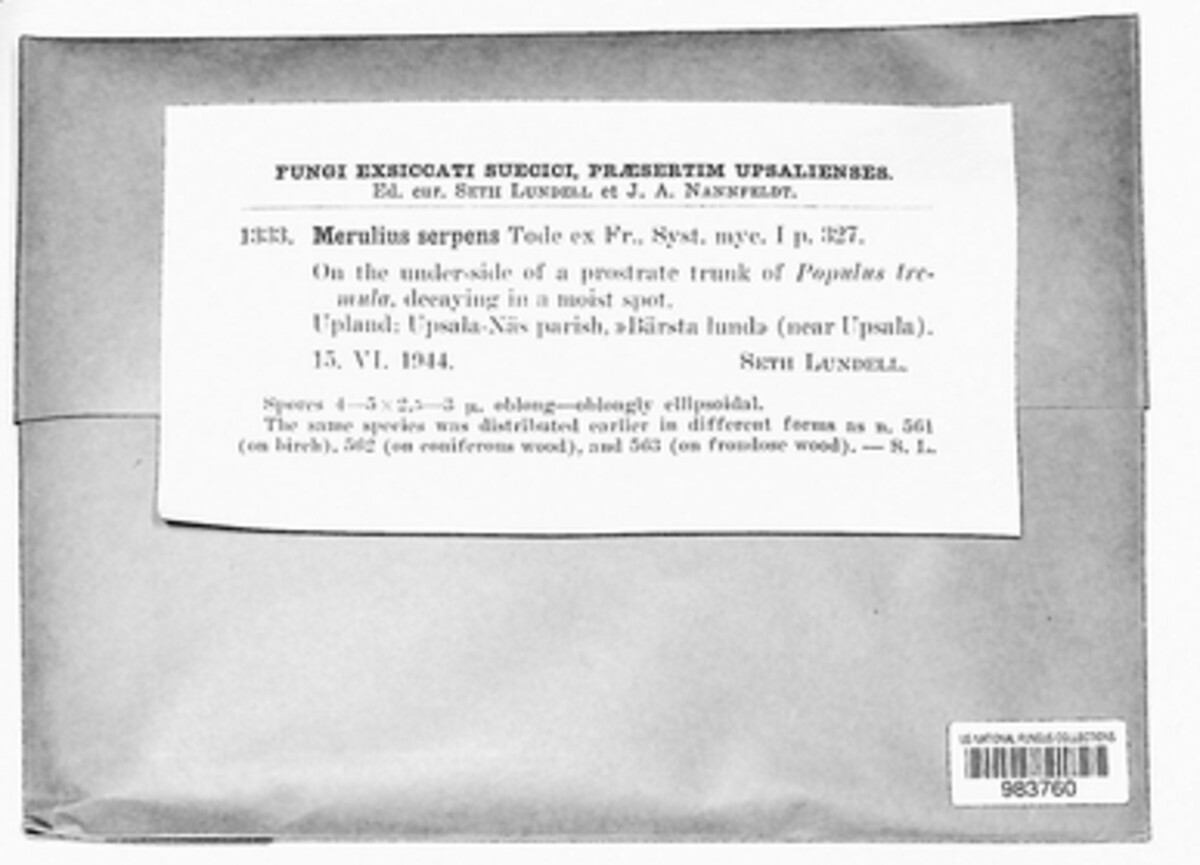 FUNGI EXSICCATI SUECICI, PRÆSERTIM UPSALIENSES.
Ed. cur. SETH LUNDELL et J. A. NANNFELDT.
1333. Merulius serpens Tode ex Fr., Syst. myc. I p. 327.
On the under-side of a prostrate trunk of Populus tre-
mula, decaying in a moist spot.
Upland: Upsala-Näs parish, »Bärsta lund» (near Upsala).
15. VI. 1944. SETH LUNDELL.
Spores 4—5 × 2,5—3 μ, oblong—oblongly ellipsoidal.
The same species was distributed earlier in different forms as n. 561
(on birch), 562 (on coniferous wood), and 563 (on frondose wood). — S. L.
US NATIONAL FUNGUS COLLECTIONS
983760